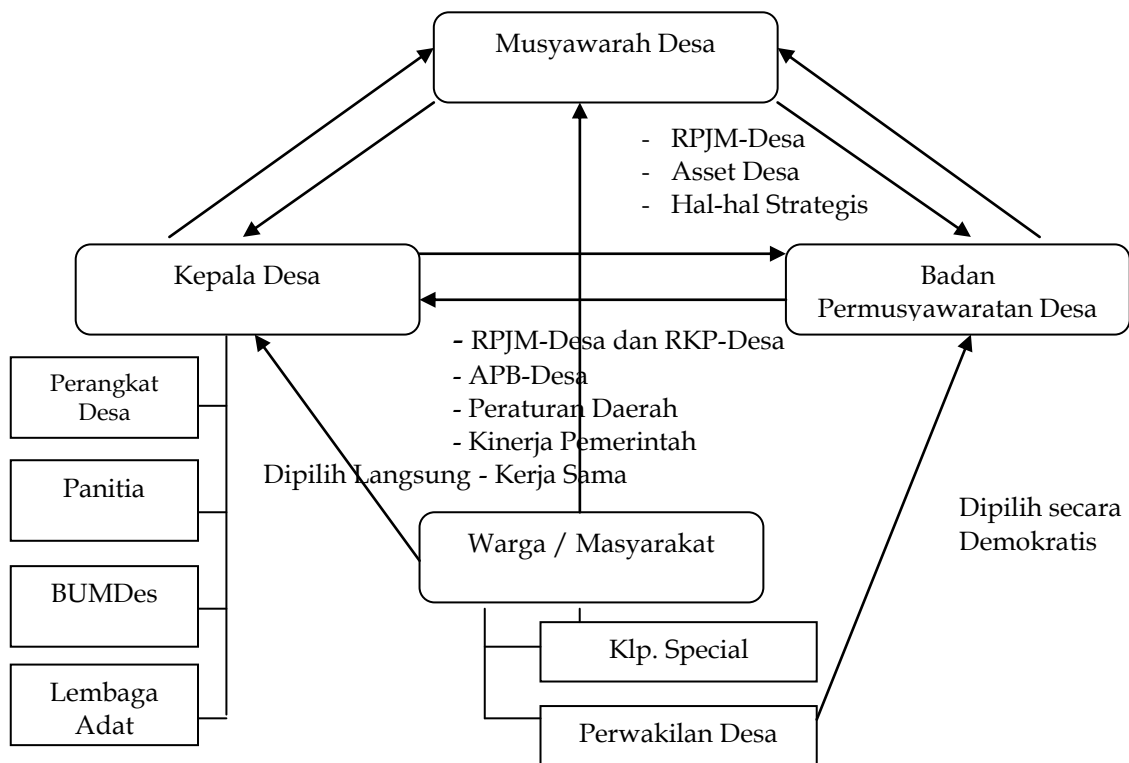 Musyawarah Desa
- RPJM-Desa
- Asset Desa
- Hal-hal Strategis
Kepala Desa
Badan
Permusyawaratan Desa
- RPJM-Desa dan RKP-Desa
- APB-Desa
- Peraturan Daerah
- Kinerja Pemerintah
Dipilih Langsung - Kerja Sama
Perangkat
Desa
Panitia
BUMDes
Lembaga
Adat
Warga / Masyarakat
Dipilih secara
Demokratis
Klp. Special
Perwakilan Desa